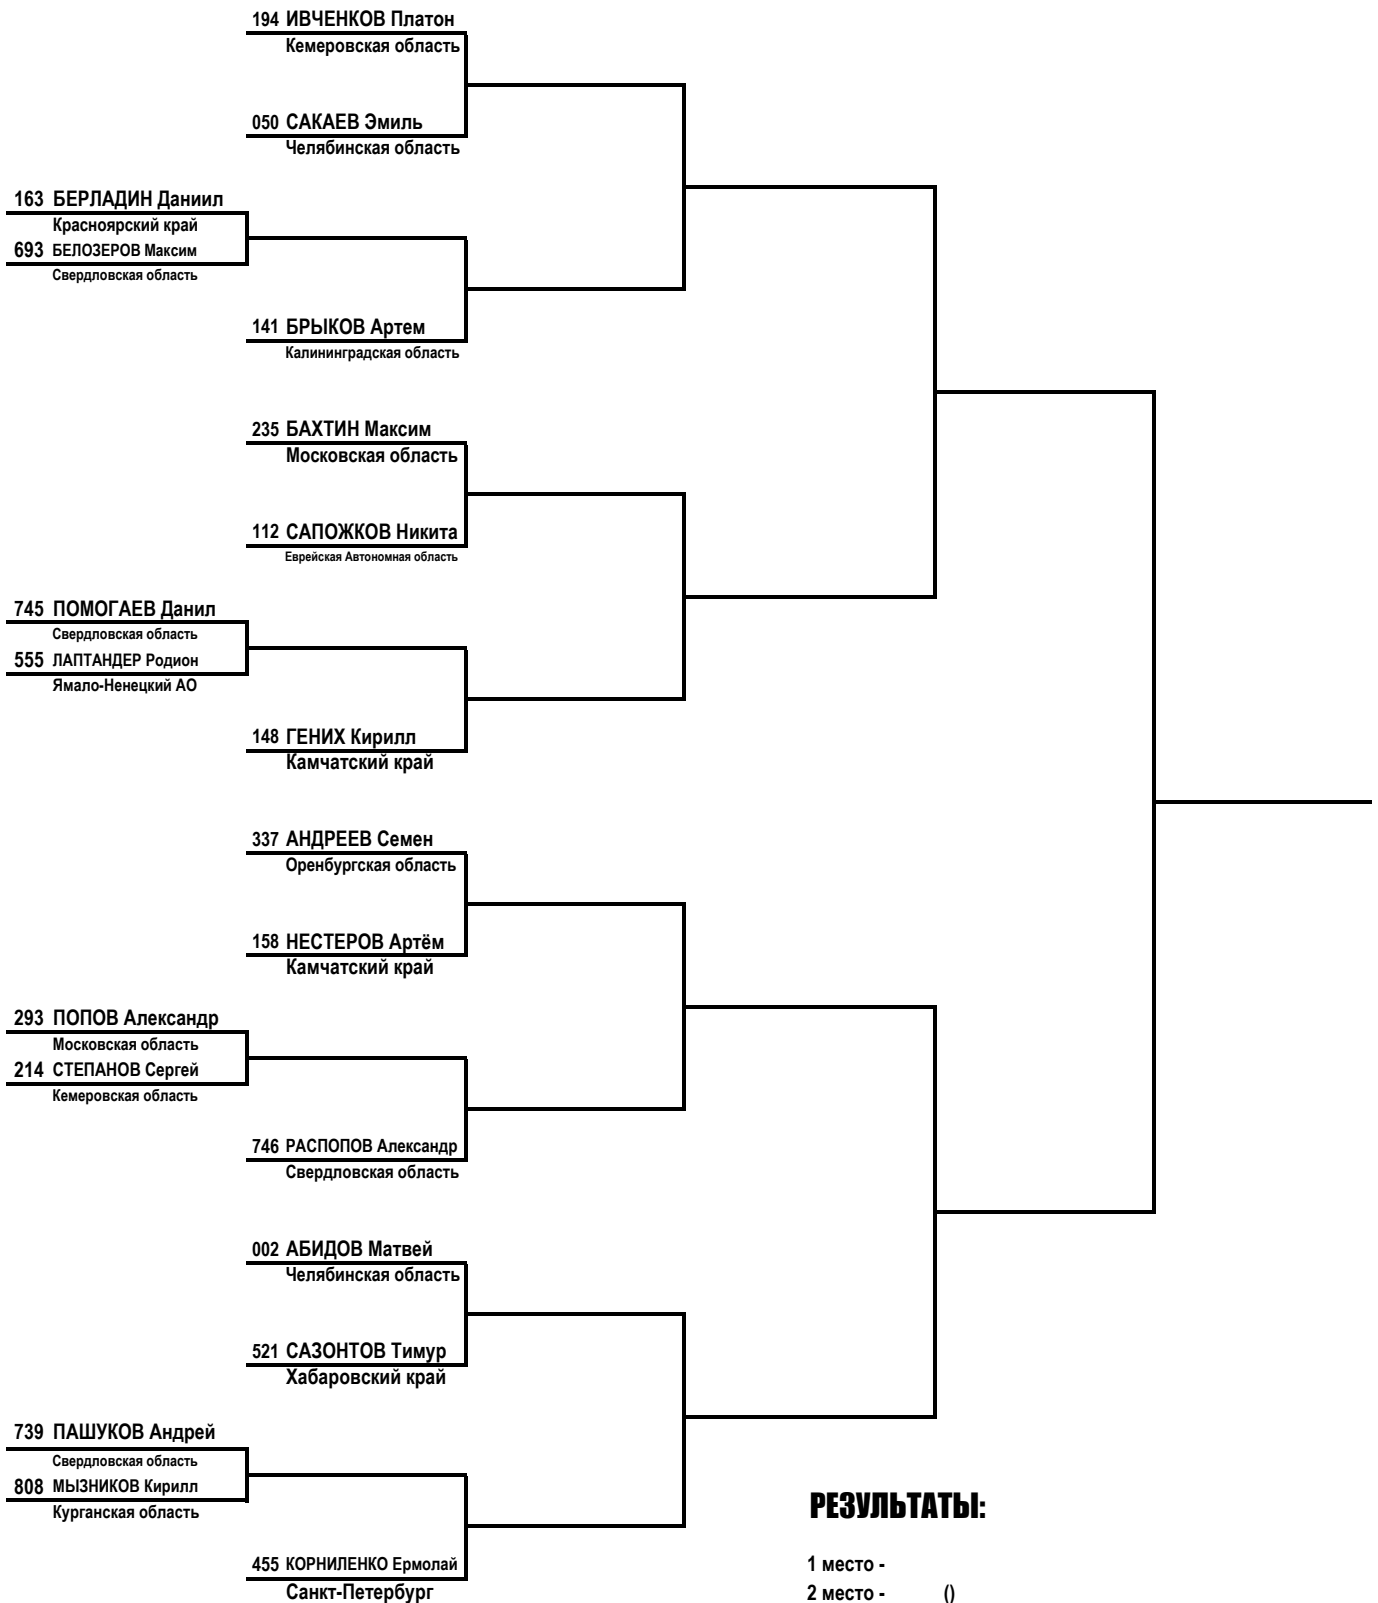 194 ИВЧЕНКОВ Платон
Кемеровская область
050 САКАЕВ Эмиль
Челябинская область
163 БЕРЛАДИН Даниил
Красноярский край
693 БЕЛОЗЕРОВ Максим
Свердловская область
141 БРЫКОВ Артем
Калининградская область
235 БАХТИН Максим
Московская область
112 САПОЖКОВ Никита
Еврейская Автономная область
745 ПОМОГАЕВ Данил
Свердловская область
555 ЛАПТАНДЕР Родион
Ямало-Ненецкий АО
148 ГЕНИХ Кирилл
Камчатский край
337 АНДРЕЕВ Семен
Оренбургская область
158 НЕСТЕРОВ Артём
Камчатский край
293 ПОПОВ Александр
Московская область
214 СТЕПАНОВ Сергей
Кемеровская область
746 РАСПОПОВ Александр
Свердловская область
002 АБИДОВ Матвей
Челябинская область
521 САЗОНТОВ Тимур
Хабаровский край
739 ПАШУКОВ Андрей
Свердловская область
808 МЫЗНИКОВ Кирилл
Курганская область
455 КОРНИЛЕНКО Ермолай
Санкт-Петербург
РЕЗУЛЬТАТЫ:
1 место -
2 место - ()